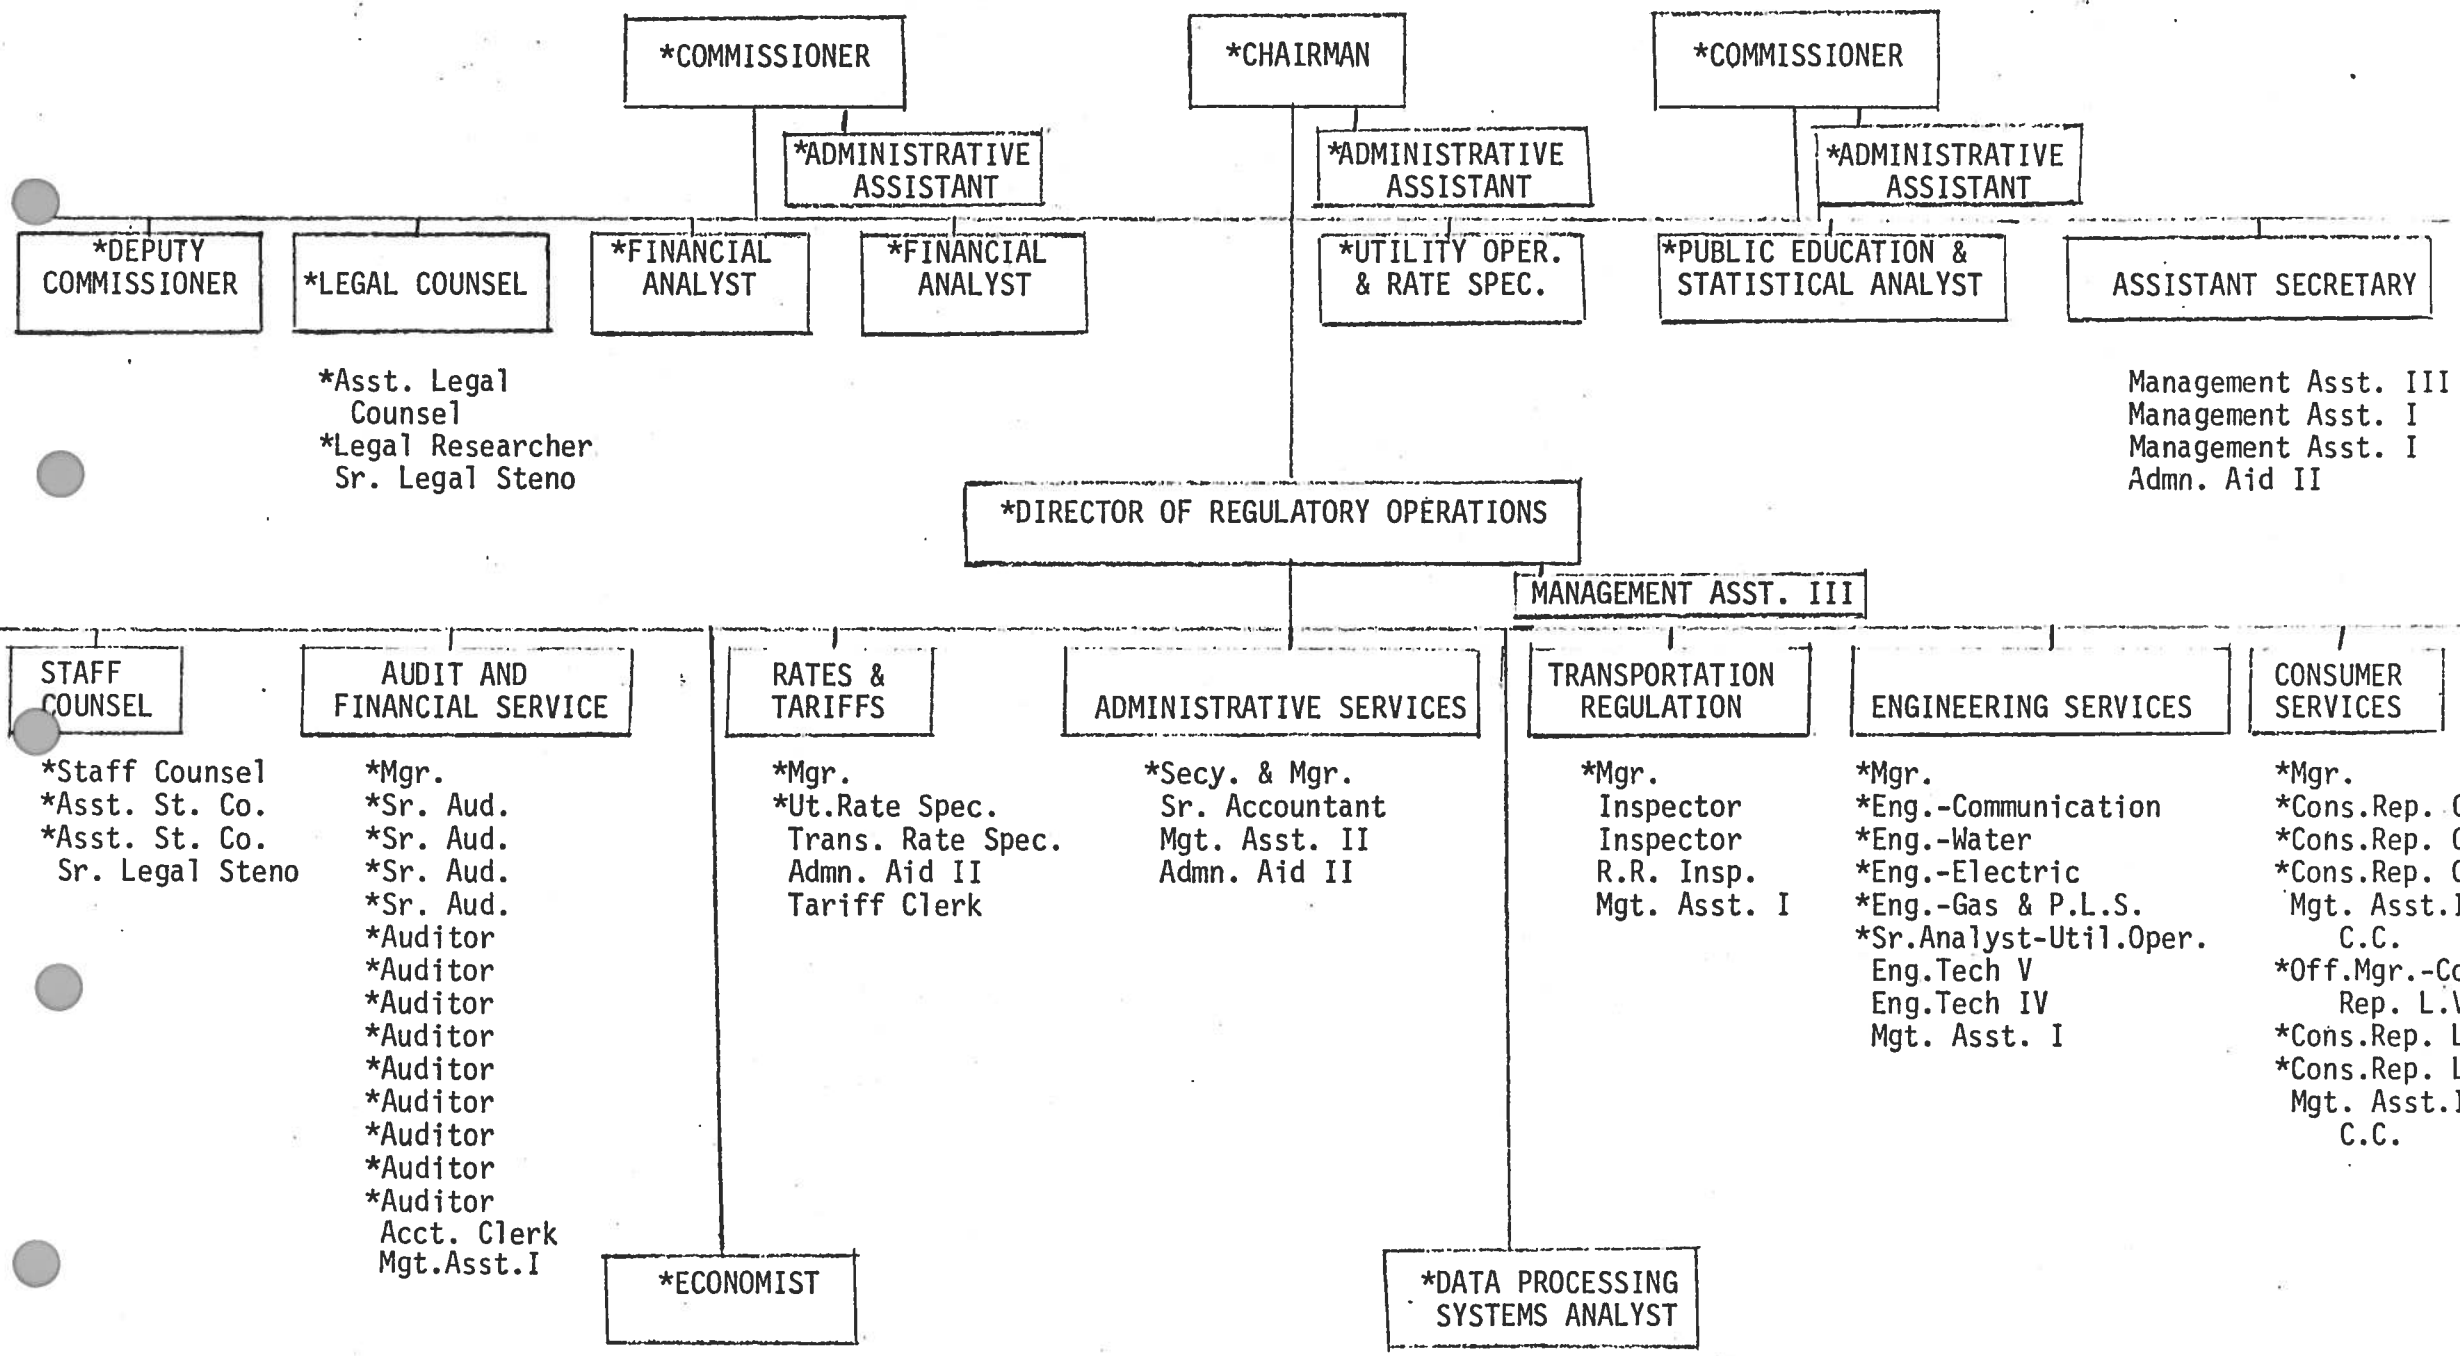 *COMMISSIONER
*CHAIRMAN
*COMMISSIONER
*ADMINISTRATIVE
ASSISTANT
*ADMINISTRATIVE
ASSISTANT
*ADMINISTRATIVE
ASSISTANT
*DEPUTY
COMMISSIONER
*LEGAL COUNSEL
*FINANCIAL
ANALYST
*FINANCIAL
ANALYST
*UTILITY OPER.
& RATE SPEC.
*PUBLIC EDUCATION &
STATISTICAL ANALYST
ASSISTANT SECRETARY
*Asst. Legal
Counsel
*Legal Researcher
Sr. Legal Steno
Management Asst. III
Management Asst. I
Management Asst. I
Admn. Aid II
*DIRECTOR OF REGULATORY OPERATIONS
MANAGEMENT ASST. III
STAFF
COUNSEL
*Staff Counsel
*Asst. St. Co.
*Asst. St. Co.
Sr. Legal Steno
AUDIT AND
FINANCIAL SERVICE
*Mgr.
*Sr. Aud.
*Sr. Aud.
*Sr. Aud.
*Sr. Aud.
*Auditor
*Auditor
*Auditor
*Auditor
*Auditor
*Auditor
*Auditor
*Auditor
*Auditor
Acct. Clerk
Mgt.Asst.I
RATES &
TARIFFS
*Mgr.
*Ut.Rate Spec.
Trans. Rate Spec.
Admn. Aid II
Tariff Clerk
ADMINISTRATIVE SERVICES
*Secy. & Mgr.
Sr. Accountant
Mgt. Asst. II
Admn. Aid II
TRANSPORTATION
REGULATION
*Mgr.
Inspector
Inspector
R.R. Insp.
Mgt. Asst. I
ENGINEERING SERVICES
*Mgr.
*Eng.-Communication
*Eng.-Water
*Eng.-Electric
*Eng.-Gas & P.L.S.
*Sr.Analyst-Util.Oper.
Eng.Tech V
Eng.Tech IV
Mgt. Asst. I
CONSUMER
SERVICES
*Mgr.
*Cons.Rep.
*Cons.Rep.
*Cons.Rep.
Mgt. Asst.
C.C.
*Off.Mgr.
Rep.
*Cons.Rep.
*Cons.Rep.
Mgt. Asst.
C.C.
*ECONOMIST
*DATA PROCESSING
SYSTEMS ANALYST